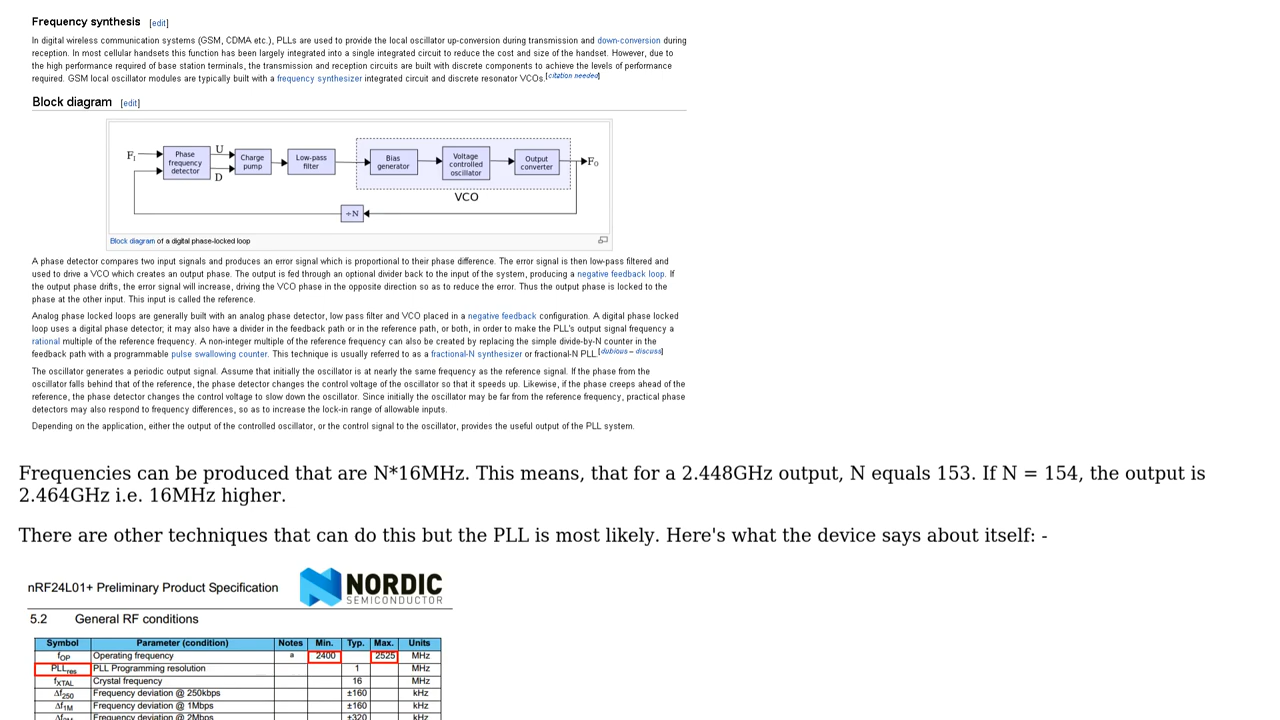 Frequency synthesis [edit]
In digital wireless communication systems (GSM, CDMA etc.), PLLs are used to provide the local oscillator up-conversion during transmission and down-conversion during
reception. In most cellular handsets this function has been largely integrated into a single integrated circuit to reduce the cost and size of the handset. However, due to
the high performance required of base station terminals, the transmission and reception circuits are built with discrete components to achieve the levels of performance
required. GSM local oscillator modules are typically built with a frequency synthesizer integrated circuit and discrete resonator VCOs.[citation needed]
Block diagram [edit]
FI
Phase
frequency
detector
U
D
Charge
pump
Low-pass
filter
Bias
generator
Voltage
controlled
oscillator
Output
converter
FO
VCO
÷N
Block diagram of a digital phase-locked loop
A phase detector compares two input signals and produces an error signal which is proportional to their phase difference. The error signal is then low-pass filtered and
used to drive a VCO which creates an output phase. The output is fed through an optional divider back to the input of the system, producing a negative feedback loop. If
the output phase drifts, the error signal will increase, driving the VCO phase in the opposite direction so as to reduce the error. Thus the output phase is locked to the
phase at the other input. This input is called the reference.
Analog phase locked loops are generally built with an analog phase detector, low pass filter and VCO placed in a negative feedback configuration. A digital phase locked
loop uses a digital phase detector; it may also have a divider in the feedback path or in the reference path, or both, in order to make the PLL's output signal frequency a
rational multiple of the reference frequency. A non-integer multiple of the reference frequency can also be created by replacing the simple divide-by-N counter in the
feedback path with a programmable pulse swallowing counter. This technique is usually referred to as a fractional-N synthesizer or fractional-N PLL.[dubious – discuss]
The oscillator generates a periodic output signal. Assume that initially the oscillator is at nearly the same frequency as the reference signal. If the phase from the
oscillator falls behind that of the reference, the phase detector changes the control voltage of the oscillator so that it speeds up. Likewise, if the phase creeps ahead of the
reference, the phase detector changes the control voltage to slow down the oscillator. Since initially the oscillator may be far from the reference frequency, practical phase
detectors may also respond to frequency differences, so as to increase the lock-in range of allowable inputs.
Depending on the application, either the output of the controlled oscillator, or the control signal to the oscillator, provides the useful output of the PLL system.
Frequencies can be produced that are N*16MHz. This means, that for a 2.448GHz output, N equals 153. If N = 154, the output is
2.464GHz i.e. 16MHz higher.
There are other techniques that can do this but the PLL is most likely. Here's what the device says about itself: -
nRF24L01+ Preliminary Product Specification
NORDIC
SEMICONDUCTOR
5.2 General RF conditions
Symbol Parameter (condition) Notes Min. Typ. Max. Units
fOP Operating frequency a 2400 2525 MHz
PLLres PLL Programming resolution 1 MHz
fXTAL Crystal frequency 16 MHz
Δf250 Frequency deviation @ 250kbps ±160 kHz
Δf1M Frequency deviation @ 1Mbps ±160 kHz
Δf2M Frequency deviation @ 2Mbps ±320 kHz